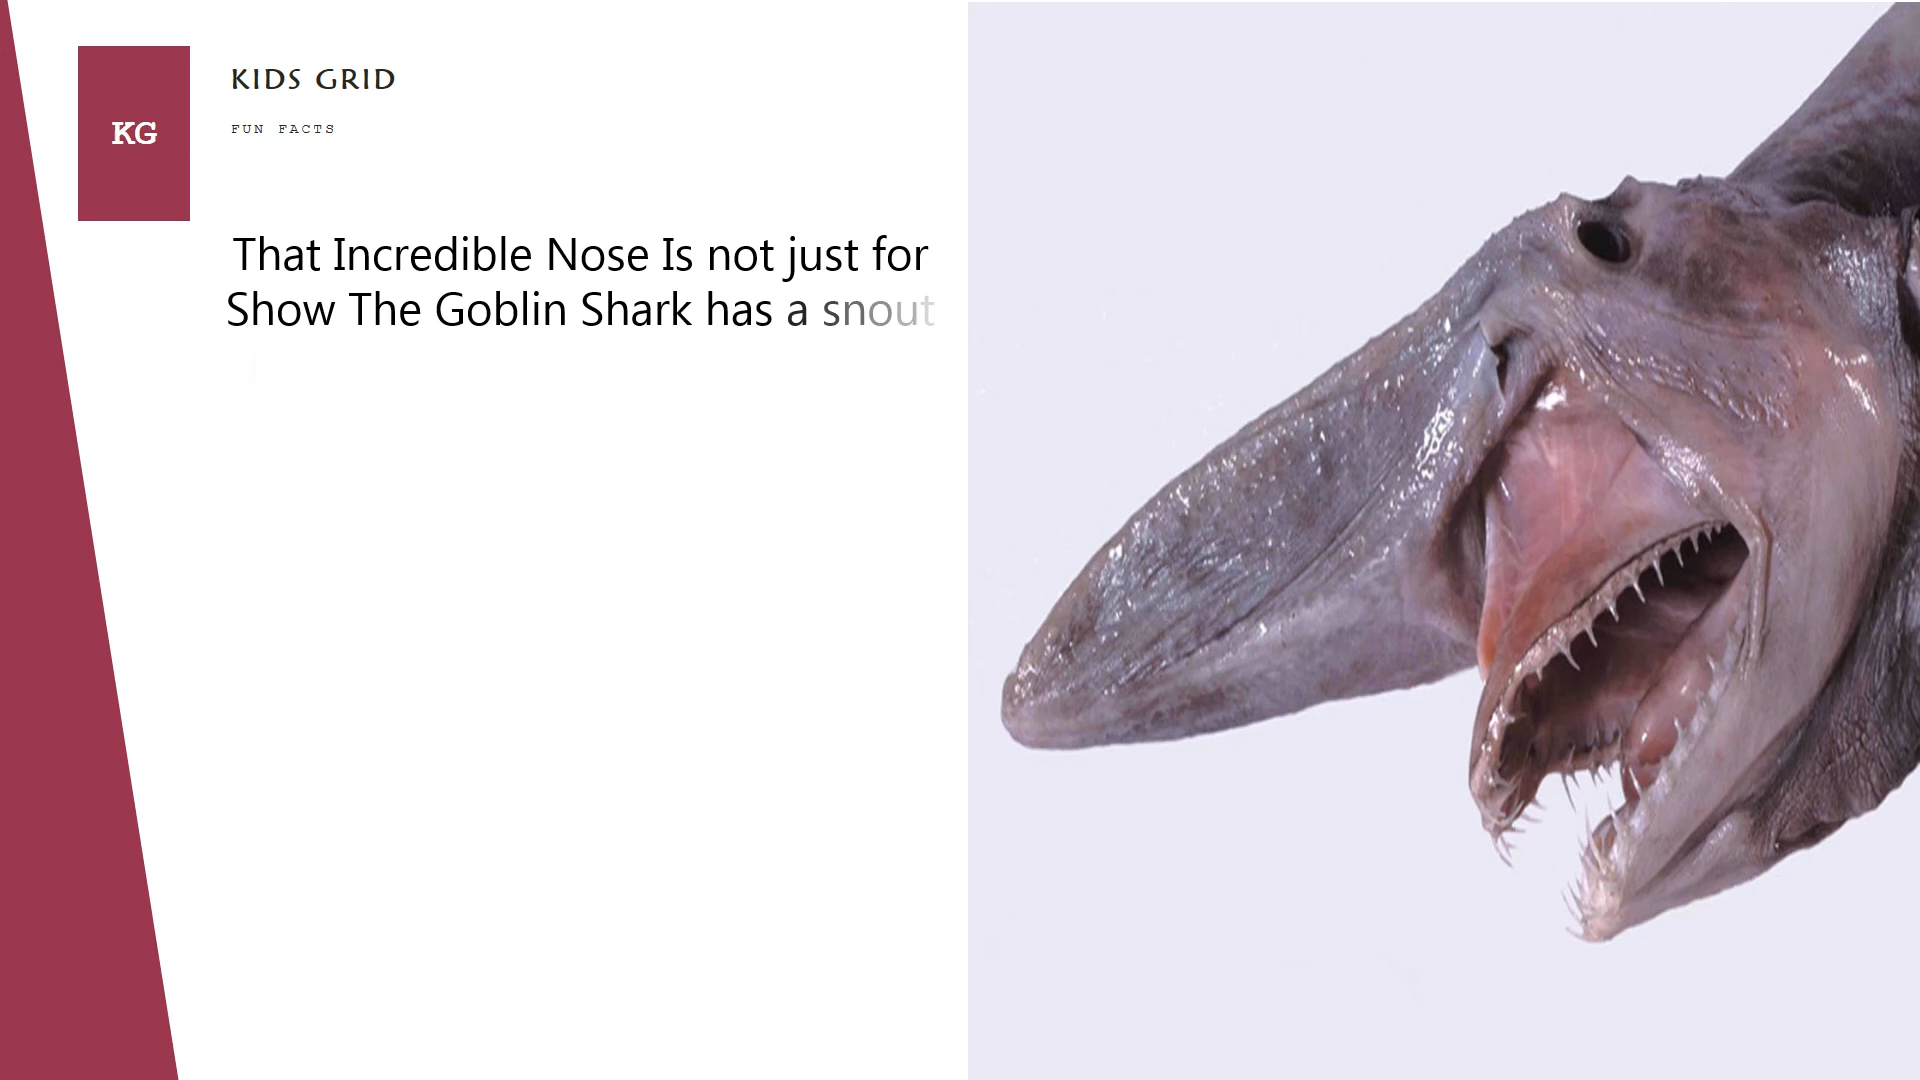 KG
KIDS GRID
FUN FACTS
That Incredible Nose Is not just for
Show The Goblin Shark has a snout